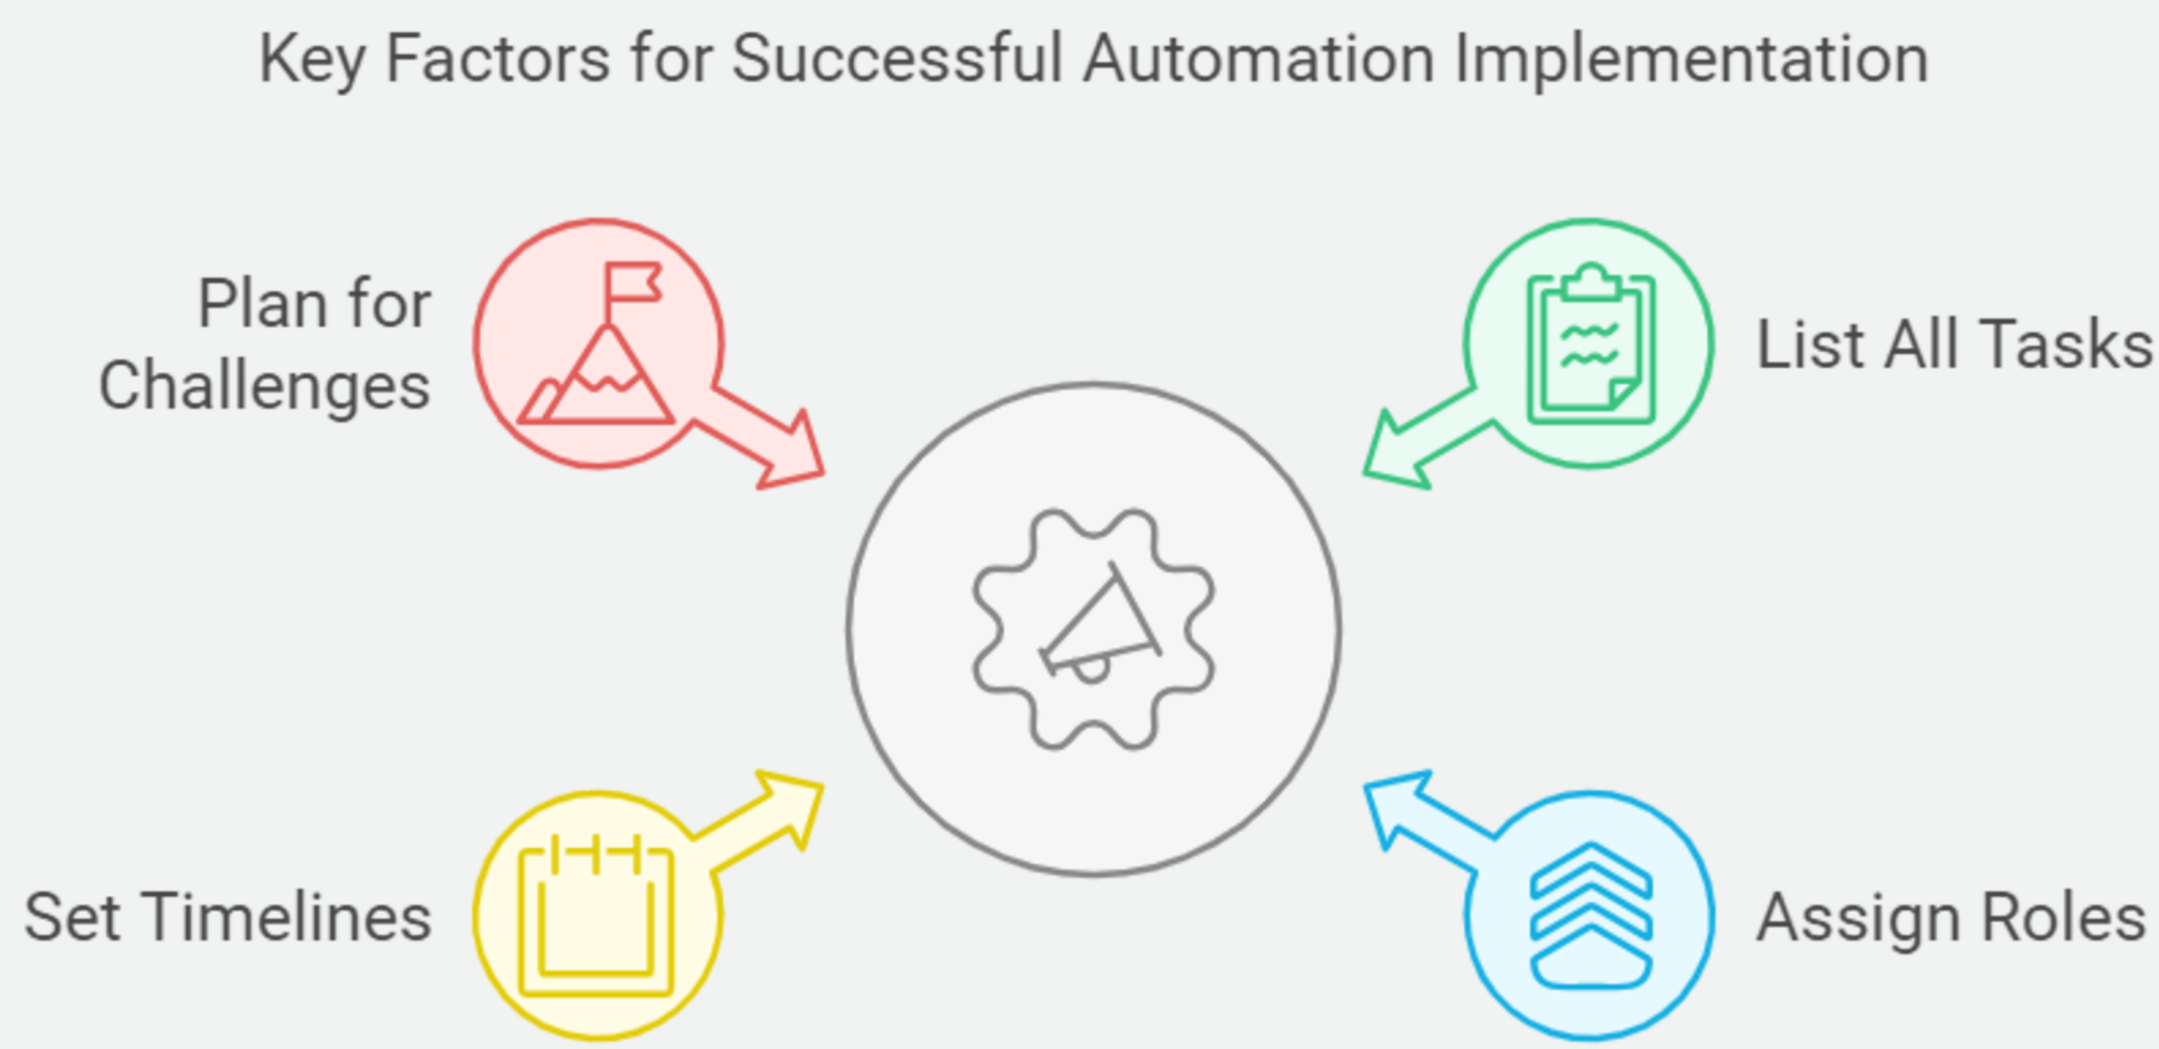 Key Factors for Successful Automation Implementation
Plan for
Challenges
List All Tasks
Set Timelines
Assign Roles